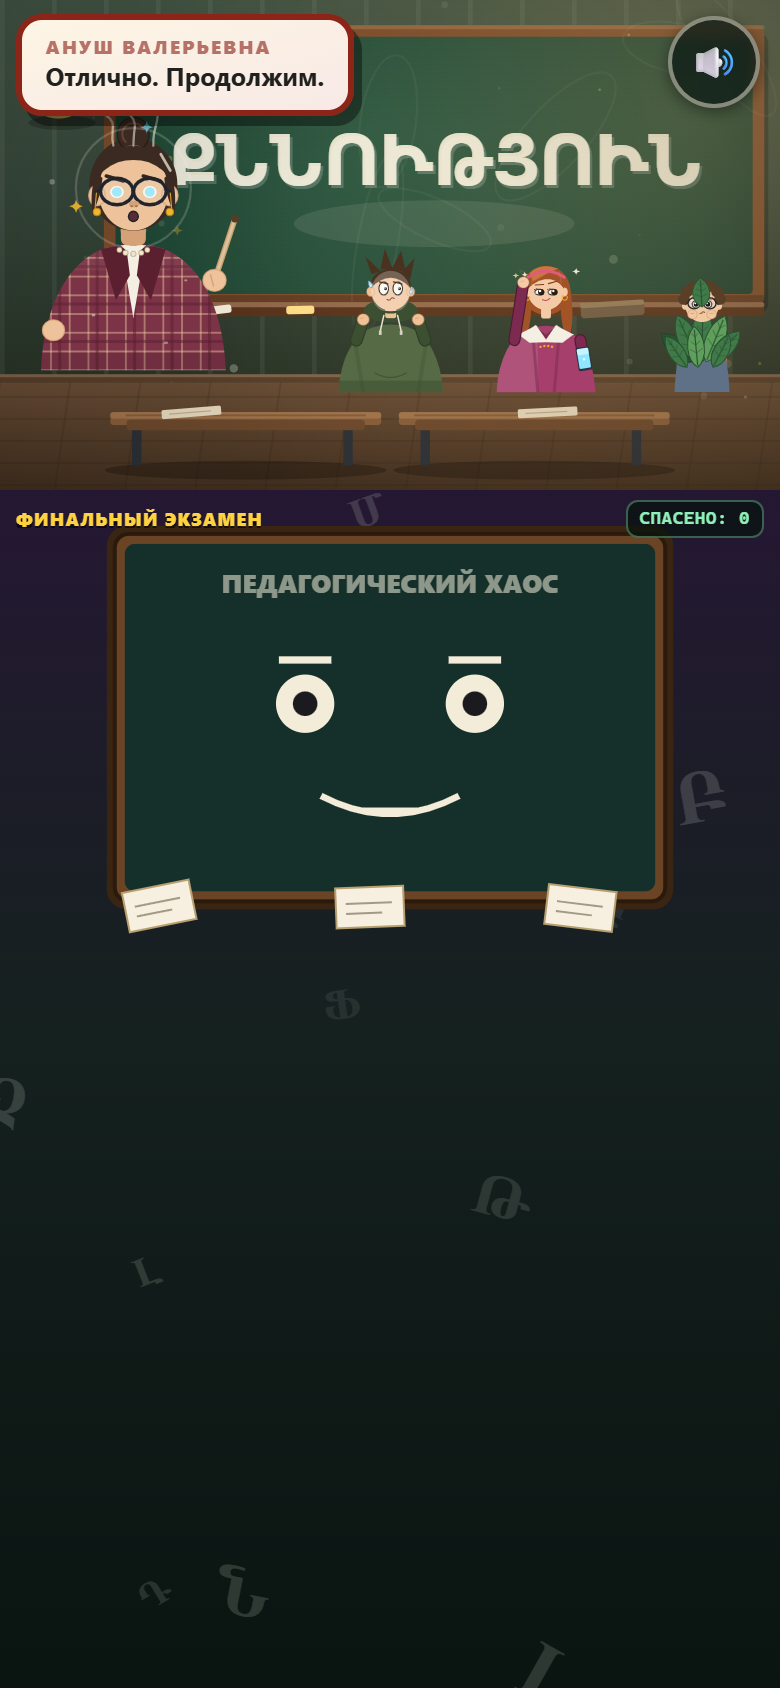 АНУШ ВАЛЕРЬЕВНА
Отлично. Продолжим.
ՔՆՆՈՒԹՅՈՒՆ
ФИНАЛЬНЫЙ ЭКЗАМЕН
СПАСЕНО: 0
ПЕДАГОГИЧЕСКИЙ ХАОС
Մ
Բ
Ֆ
Ձ
Թ
Լ
Դ
Ն